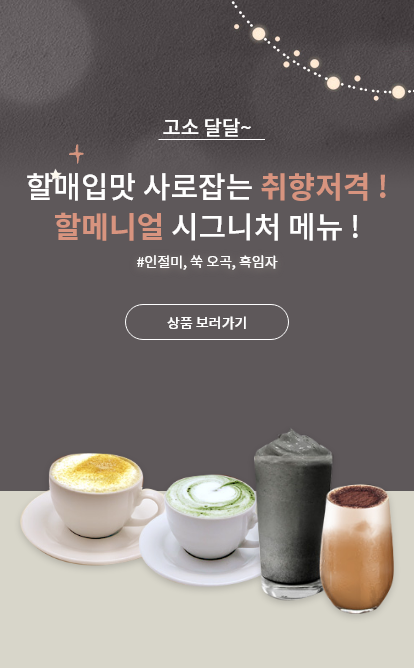 고소 달달~
할매입맛 사로잡는 취향저격 !
할메니얼 시그니처 메뉴 !
#인절미, 쑥 오곡, 흑임자
상품 보러가기